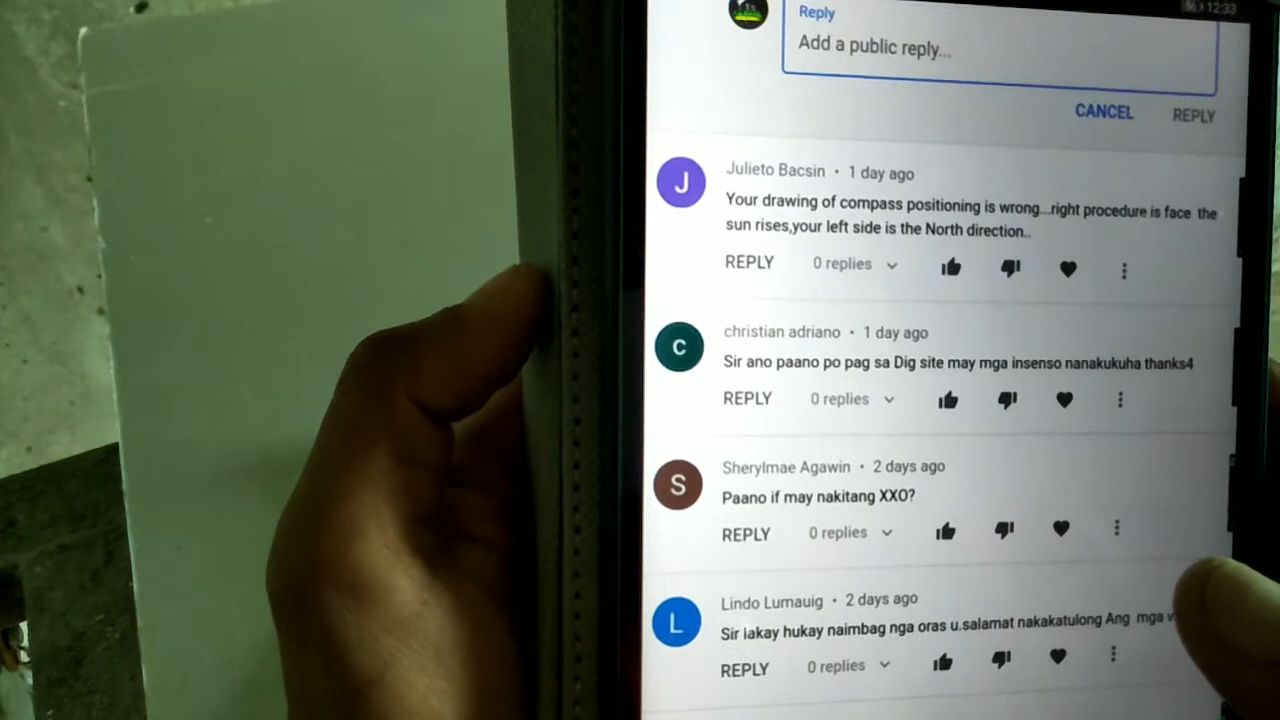 12:33
Reply
Add a public reply...
CANCEL REPLY
J
Julieto Bacsin • 1 day ago
Your drawing of compass positioning is wrong...right procedure is face the
sun rises,your left side is the North direction..
REPLY 0 replies
C
christian adriano • 1 day ago
Sir ano paano po pag sa Dig site may mga insenso nanakukuha thanks4
REPLY 0 replies
S
Sherylmae Agawin • 2 days ago
Paano if may nakitang XXO?
REPLY 0 replies
L
Lindo Lumauig • 2 days ago
Sir lakay hukay naimbag nga oras u.salamat nakakatulong Ang mga
REPLY 0 replies